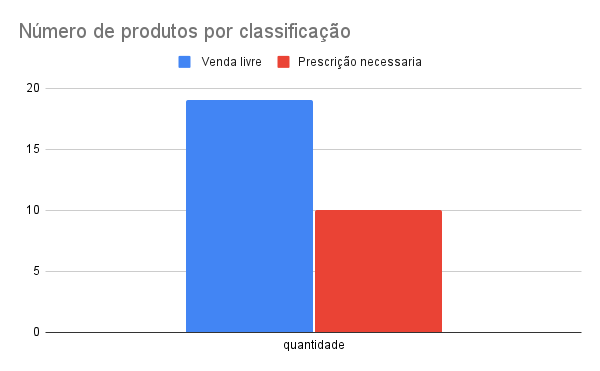 Número de produtos por classificação
Venda livre Prescrição necessaria
20
15
10
5
0
quantidade